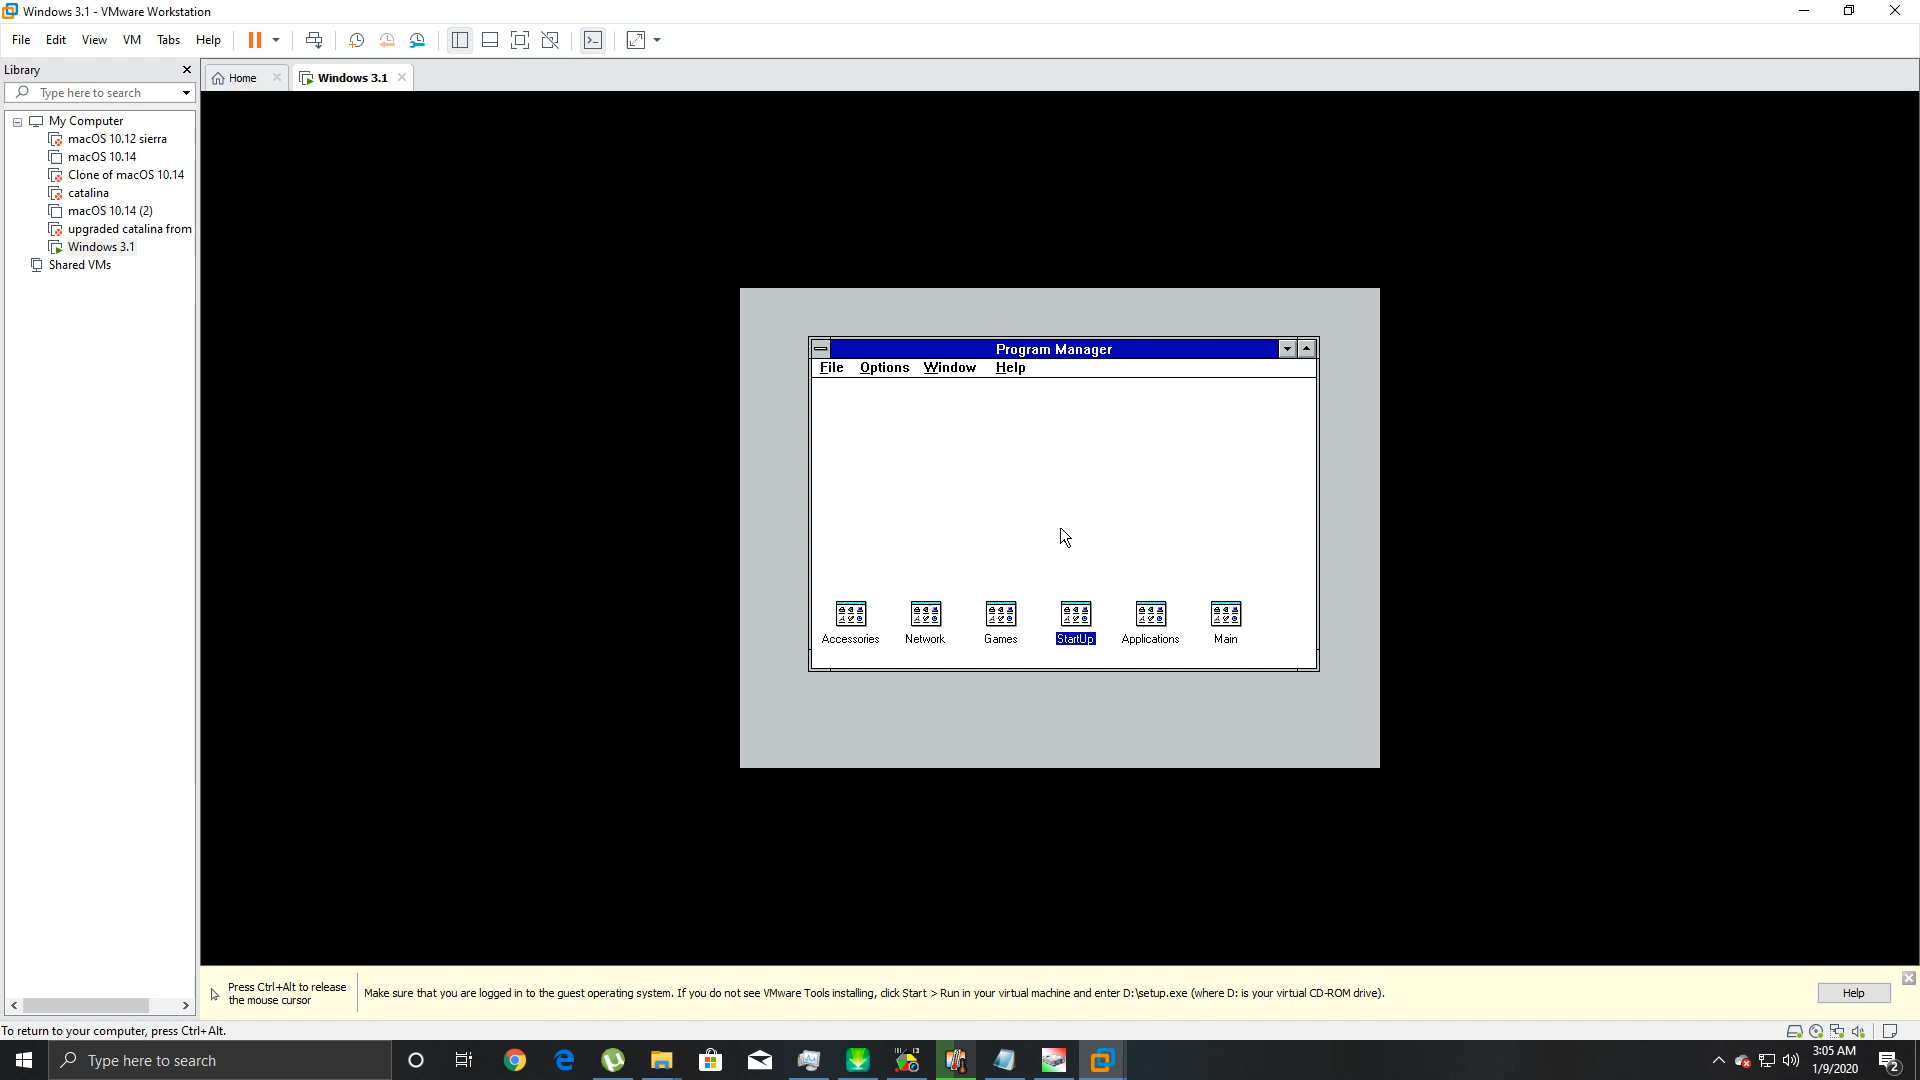 Windows 3.1 - VMware Workstation
File Edit View VM Tabs Help
Library
Home
Windows 3.1
Type here to search
My Computer
macOS 10.12 sierra
macOS 10.14
Clone of macOS 10.14
catalina
macOS 10.14 (2)
upgraded catalina from
Windows 3.1
Shared VMs
Program Manager
File Options Window Help
Accessories Network Games StartUp Applications Main
Press Ctrl+Alt to release
the mouse cursor
Make sure that you are logged in to the guest operating system. If you do not see VMware Tools installing, click Start > Run in your virtual machine and enter D:\setup.exe (where D: is your virtual CD-ROM drive).
Help
To return to your computer, press Ctrl+Alt.
Type here to search
3:05 AM
1/9/2020
2